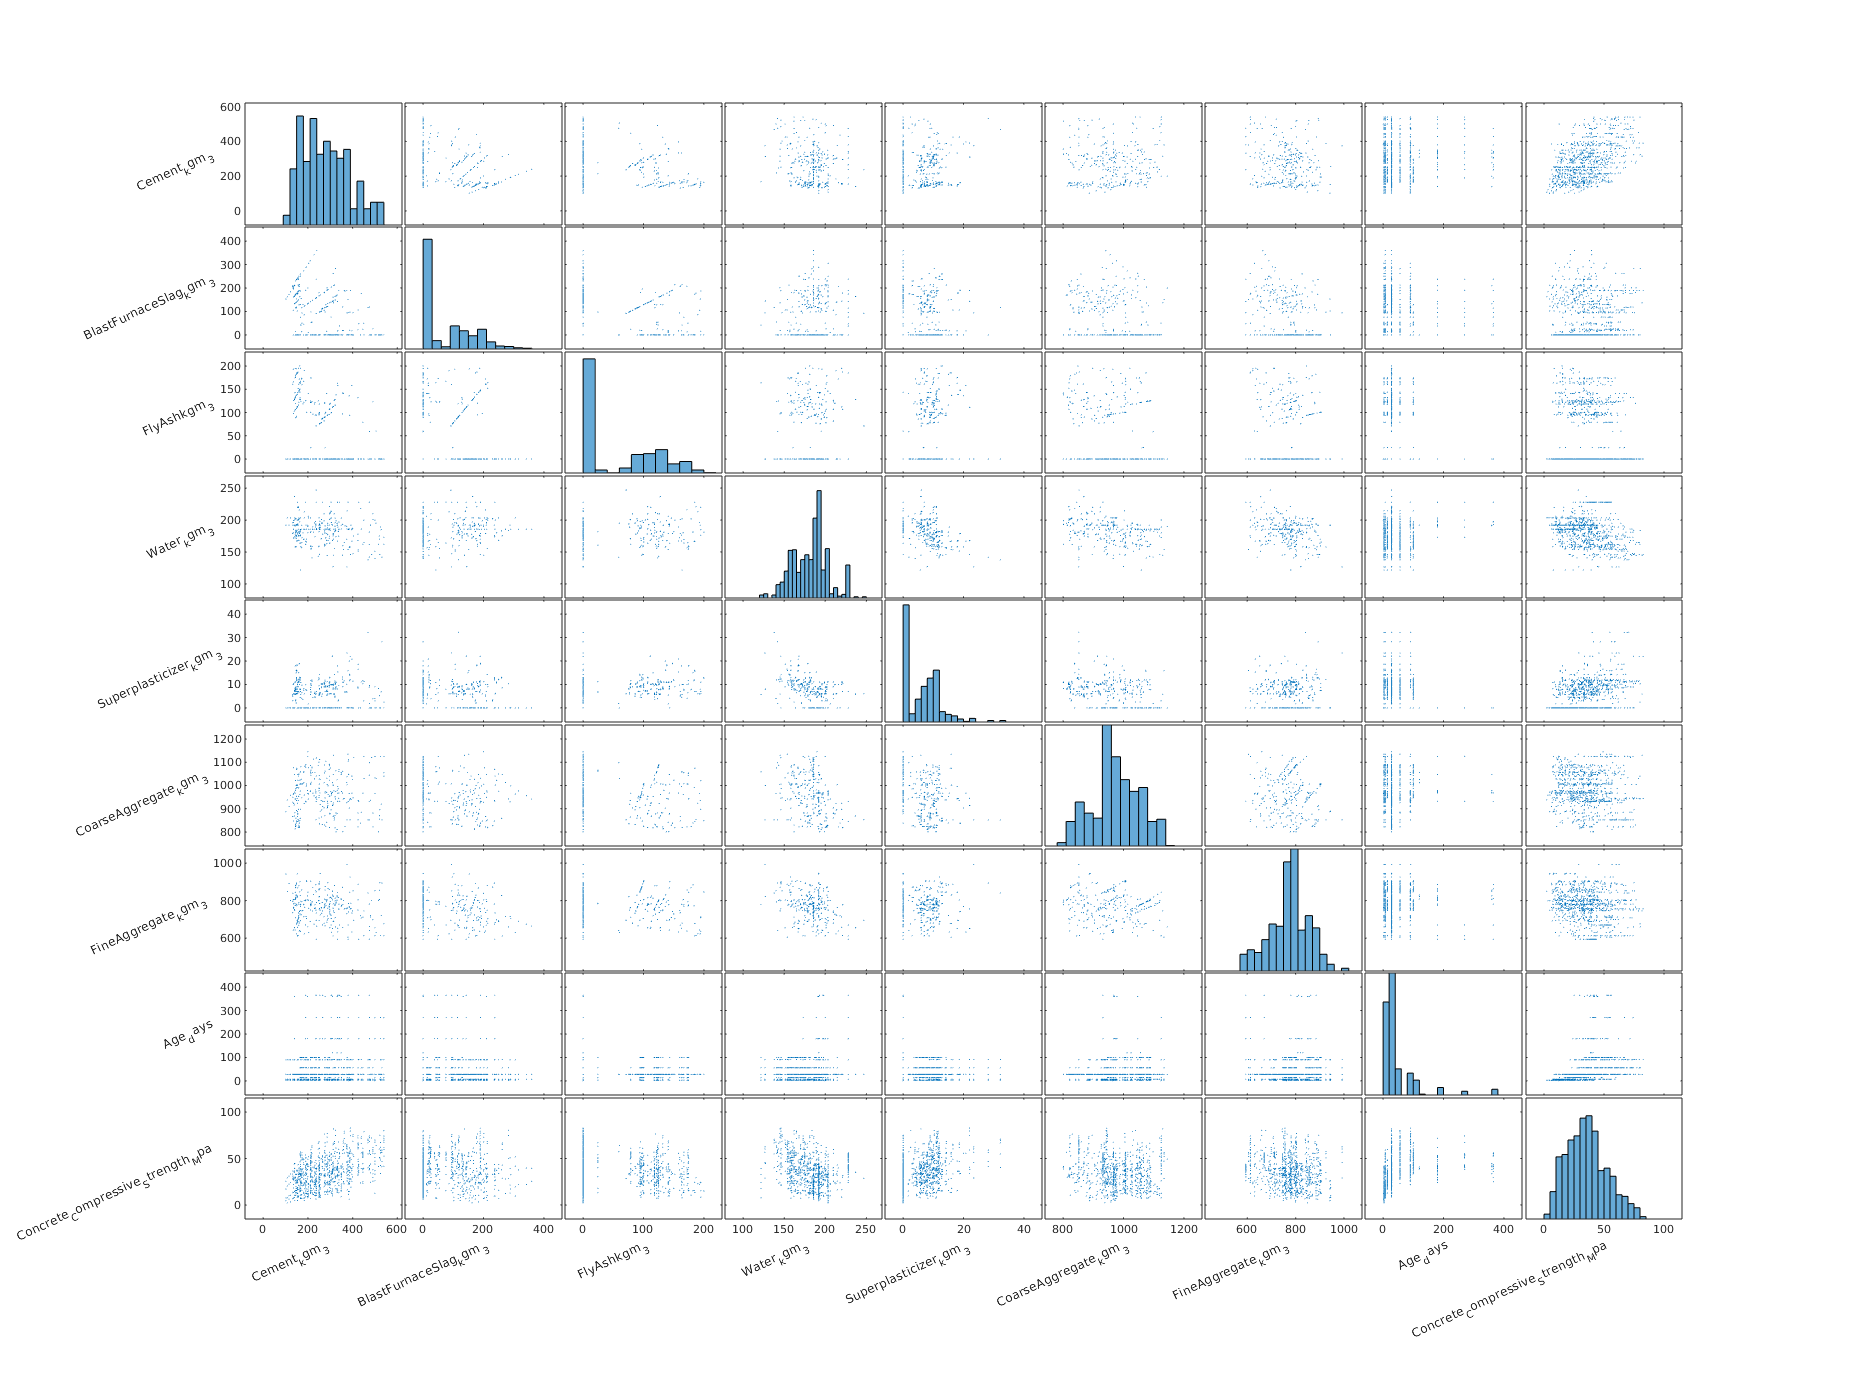 600
400
200
0
Cement_kgm_3
400
300
200
100
0
BlastFurnaceSlag_kgm_3
200
150
100
50
0
FlyAshkgm_3
250
200
150
100
Water_kgm_3
40
30
20
10
0
Superplasticizer_kgm_3
1200
1100
1000
900
800
CoarseAggregate_kgm_3
1000
800
600
FineAggregate_kgm_3
400
300
200
100
0
Age_days
100
50
0
Concrete_Compressive_Strength_Mpa
0 200 400 600
0 200 400
0 100 200
100 150 200 250
0 20 40
800 1000 1200
600 800 1000
0 200 400
0 50 100
Cement_kgm_3
BlastFurnaceSlag_kgm_3
FlyAshkgm_3
Water_kgm_3
Superplasticizer_kgm_3
CoarseAggregate_kgm_3
FineAggregate_kgm_3
Age_days
Concrete_Compressive_Strength_Mpa